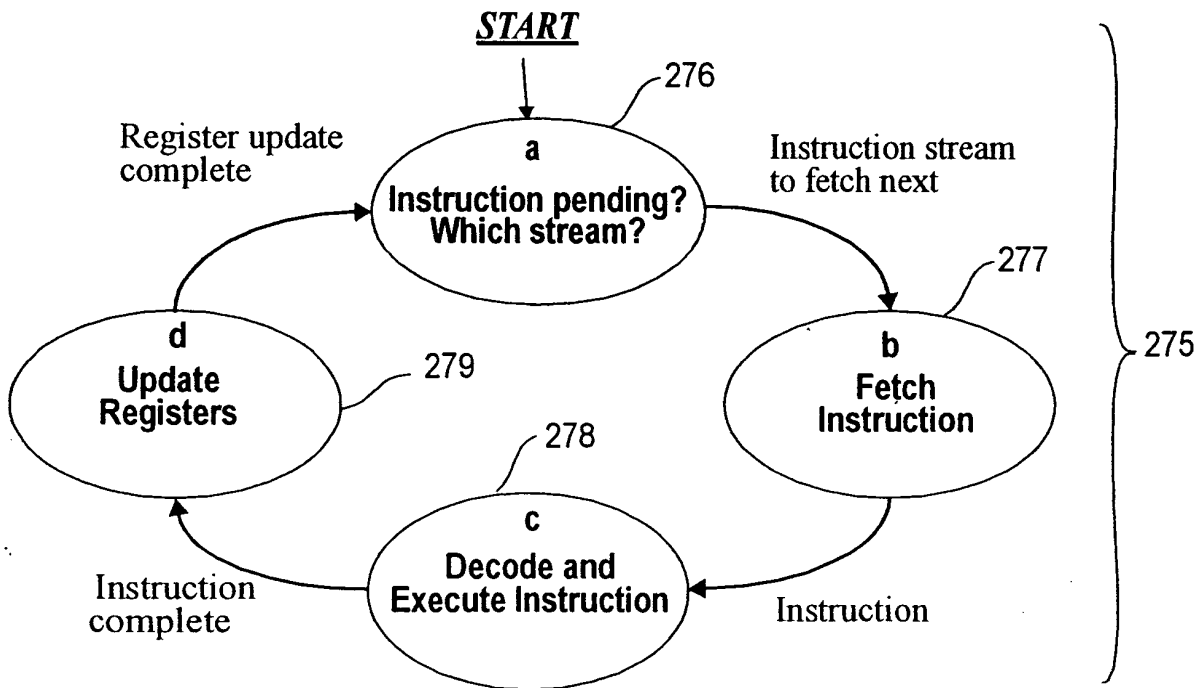 START
276
Register update
complete
a
Instruction pending?
Which stream?
Instruction stream
to fetch next
277
d
Update
Registers
279
b
Fetch
Instruction
275
278
c
Decode and
Execute Instruction
Instruction
complete
Instruction